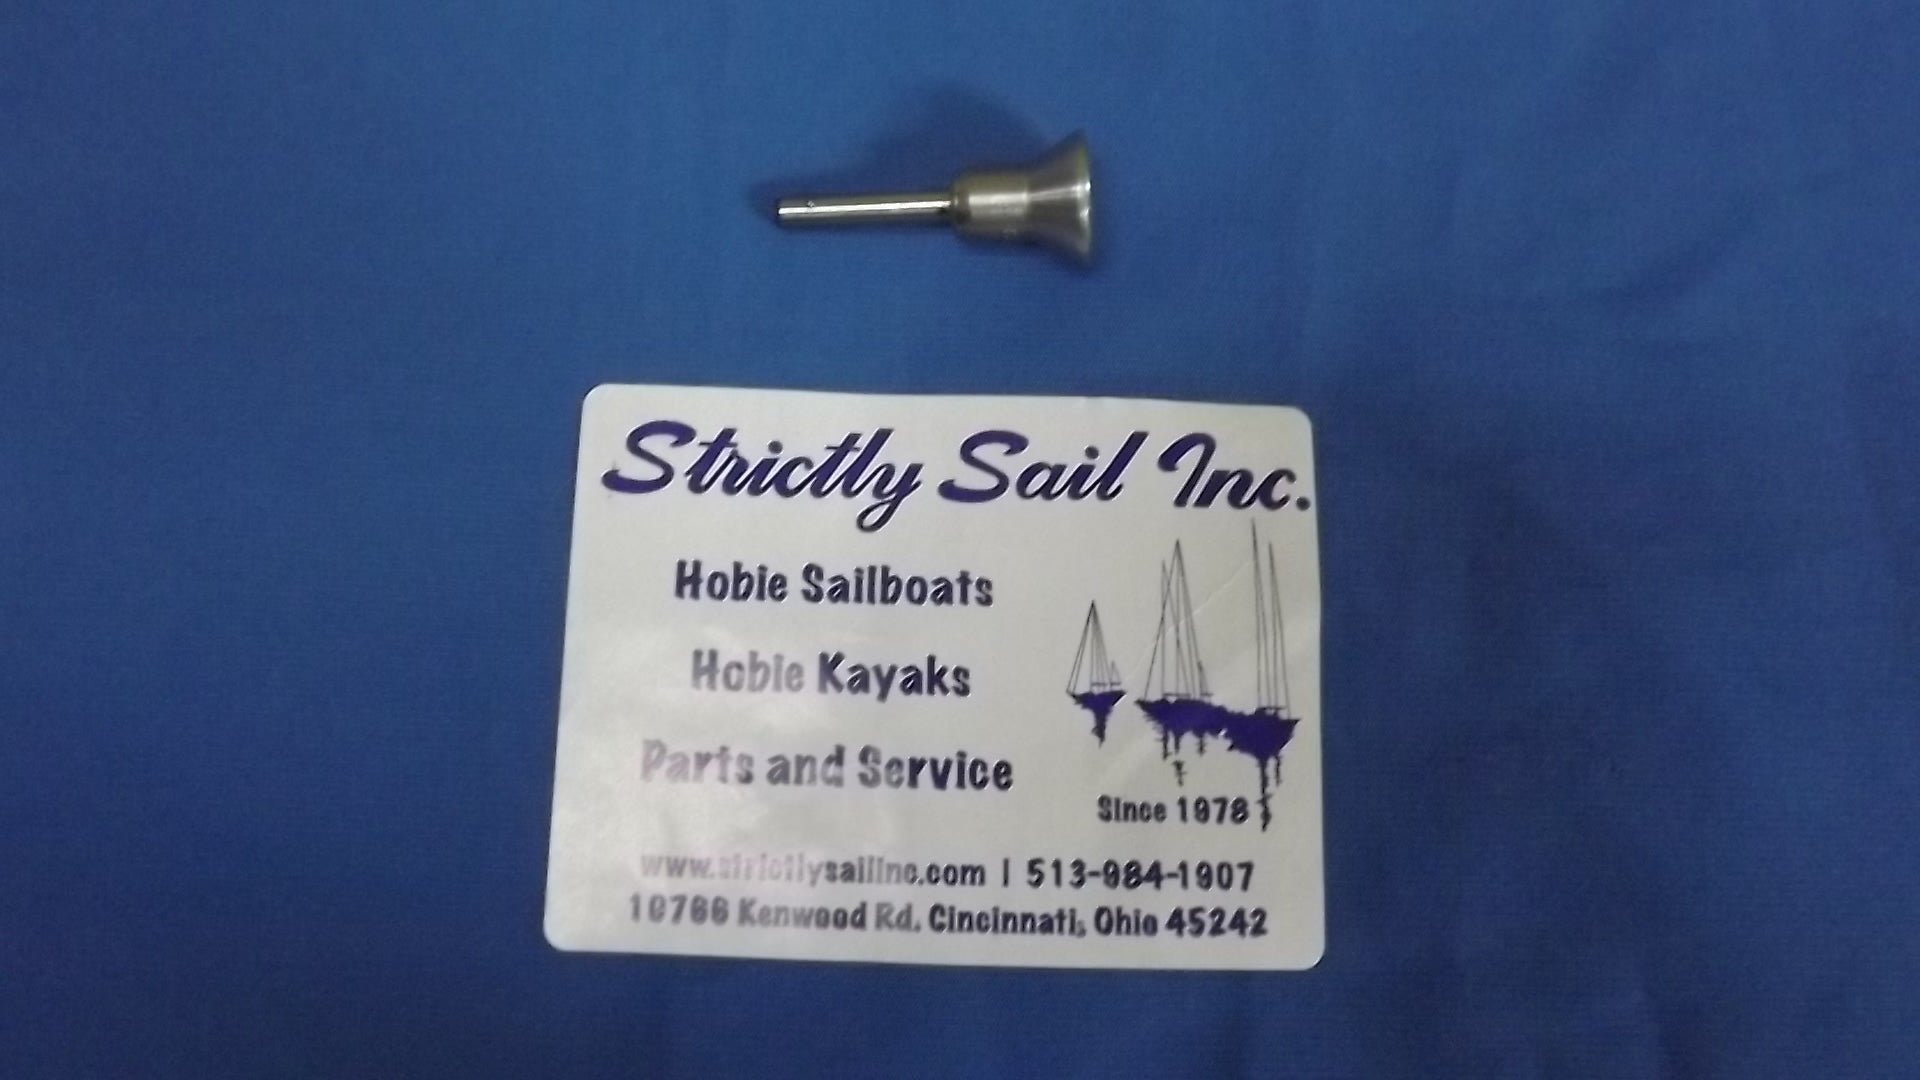 Strictly Sail Inc.
Hobie Sailboats
Hobie Kayaks
Parts and Service
Since 1978
www.strictlysailinc.com | 513-984-1907
10766 Kenwood Rd. Cincinnati, Ohio 45242